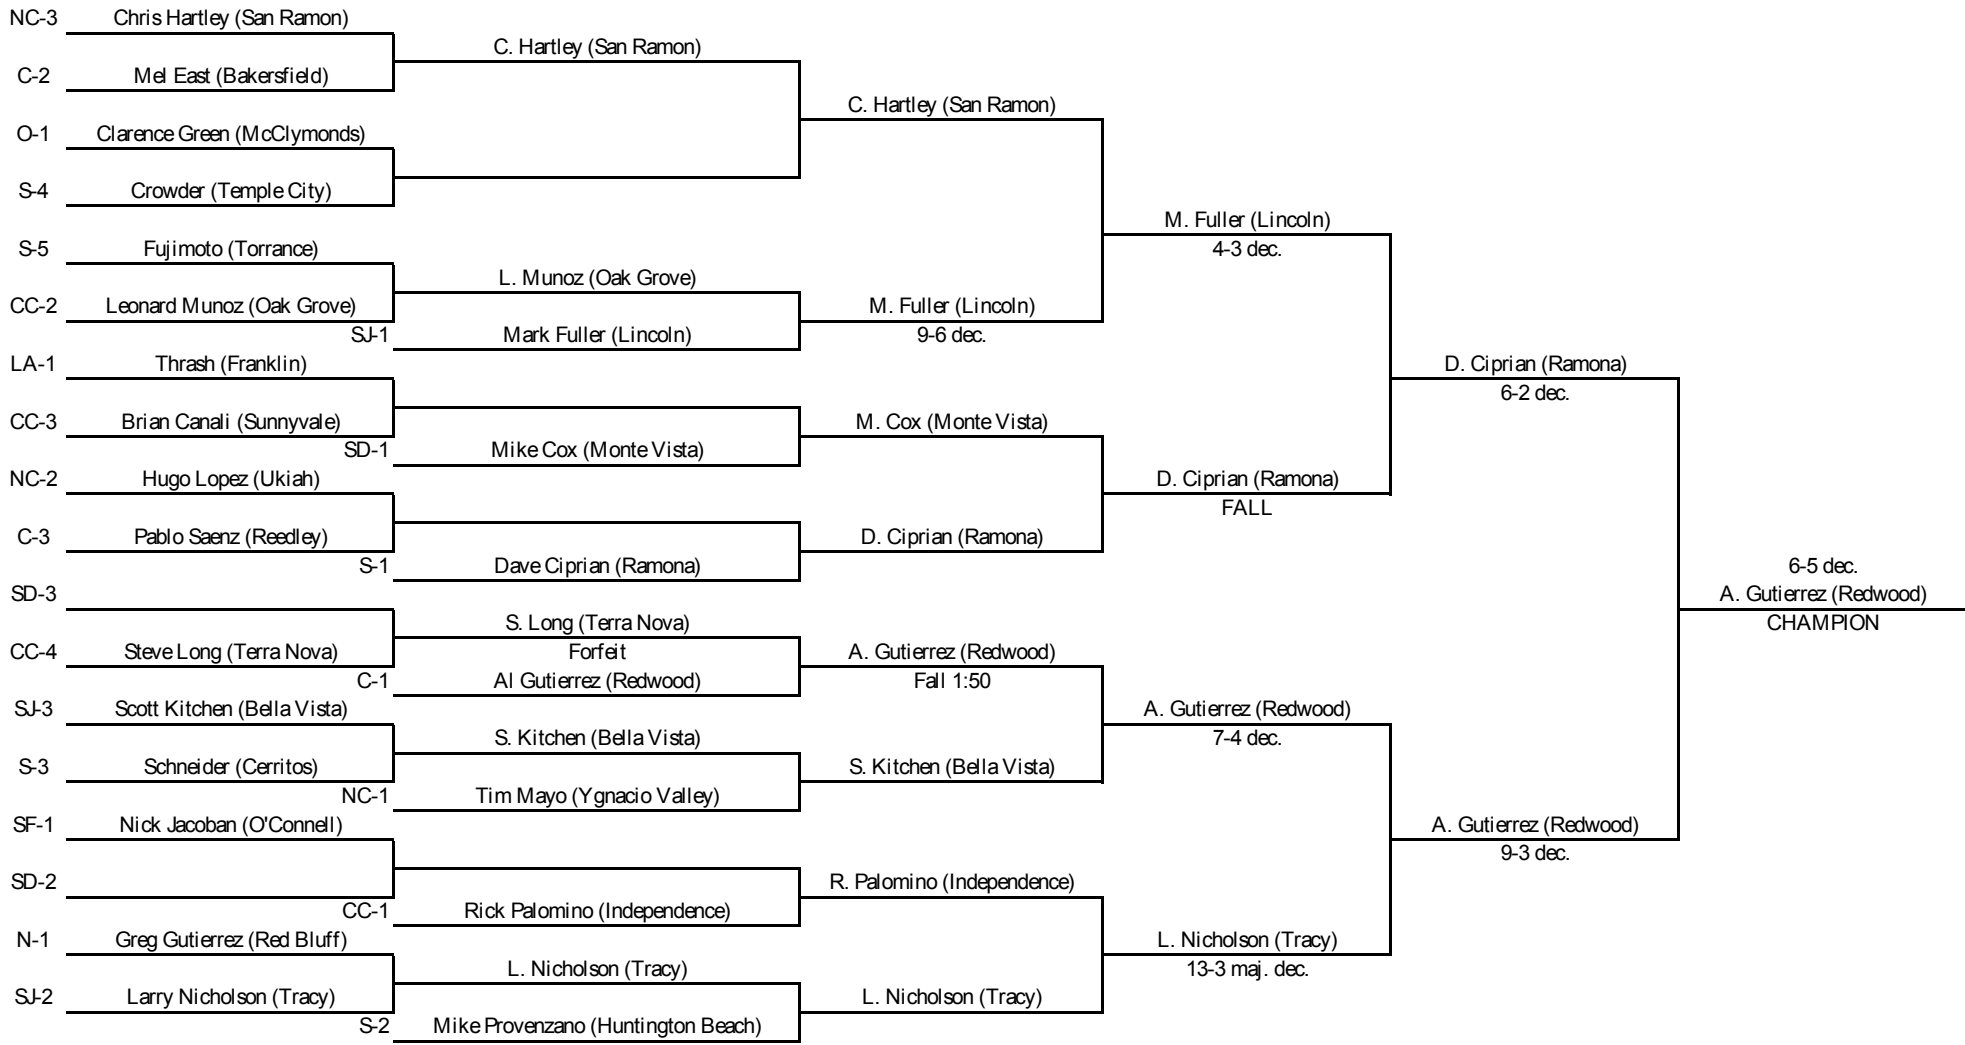 NC-3 Chris Hartley (San Ramon)
C. Hartley (San Ramon)
C-2 Mel East (Bakersfield)
C. Hartley (San Ramon)
O-1 Clarence Green (McClymonds)
S-4 Crowder (Temple City)
M. Fuller (Lincoln)
4-3 dec.
S-5 Fujimoto (Torrance)
L. Munoz (Oak Grove)
CC-2 Leonard Munoz (Oak Grove)
M. Fuller (Lincoln)
9-6 dec.
SJ-1 Mark Fuller (Lincoln)
LA-1 Thrash (Franklin)
D. Ciprian (Ramona)
6-2 dec.
CC-3 Brian Canali (Sunnyvale)
M. Cox (Monte Vista)
SD-1 Mike Cox (Monte Vista)
NC-2 Hugo Lopez (Ukiah)
D. Ciprian (Ramona)
FALL
C-3 Pablo Saenz (Reedley)
D. Ciprian (Ramona)
S-1 Dave Ciprian (Ramona)
6-5 dec.
SD-3
A. Gutierrez (Redwood)
CHAMPION
S. Long (Terra Nova)
Forfeit
CC-4 Steve Long (Terra Nova)
A. Gutierrez (Redwood)
Fall 1:50
C-1 Al Gutierrez (Redwood)
SJ-3 Scott Kitchen (Bella Vista)
A. Gutierrez (Redwood)
7-4 dec.
S. Kitchen (Bella Vista)
S-3 Schneider (Cerritos)
S. Kitchen (Bella Vista)
NC-1 Tim Mayo (Ygnacio Valley)
SF-1 Nick Jacoban (O'Connell)
A. Gutierrez (Redwood)
9-3 dec.
SD-2
R. Palomino (Independence)
CC-1 Rick Palomino (Independence)
N-1 Greg Gutierrez (Red Bluff)
L. Nicholson (Tracy)
13-3 maj. dec.
L. Nicholson (Tracy)
SJ-2 Larry Nicholson (Tracy)
L. Nicholson (Tracy)
S-2 Mike Provenzano (Huntington Beach)